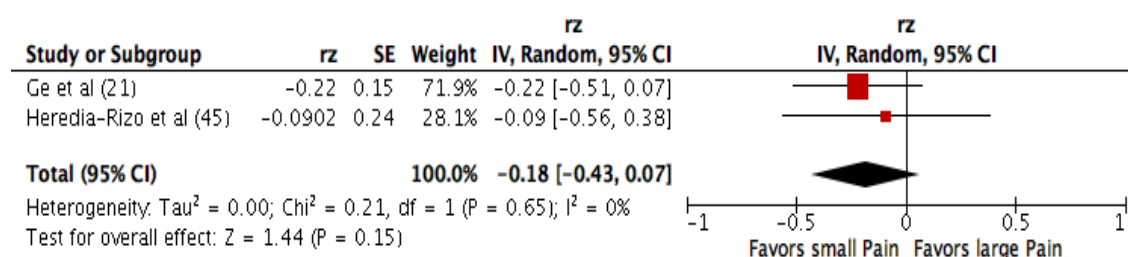 rz rz
Study or Subgroup rz SE Weight IV, Random, 95% CI IV, Random, 95% CI
Ge et al (21) -0.22 0.15 71.9% -0.22 [-0.51, 0.07]
Heredia-Rizo et al (45) -0.0902 0.24 28.1% -0.09 [-0.56, 0.38]
Total (95% CI) 100.0% -0.18 [-0.43, 0.07]
Heterogeneity: Tau² = 0.00; Chi² = 0.21, df = 1 (P = 0.65); I² = 0%
Test for overall effect: Z = 1.44 (P = 0.15)
-1 -0.5 0 0.5 1
Favors small Pain Favors large Pain